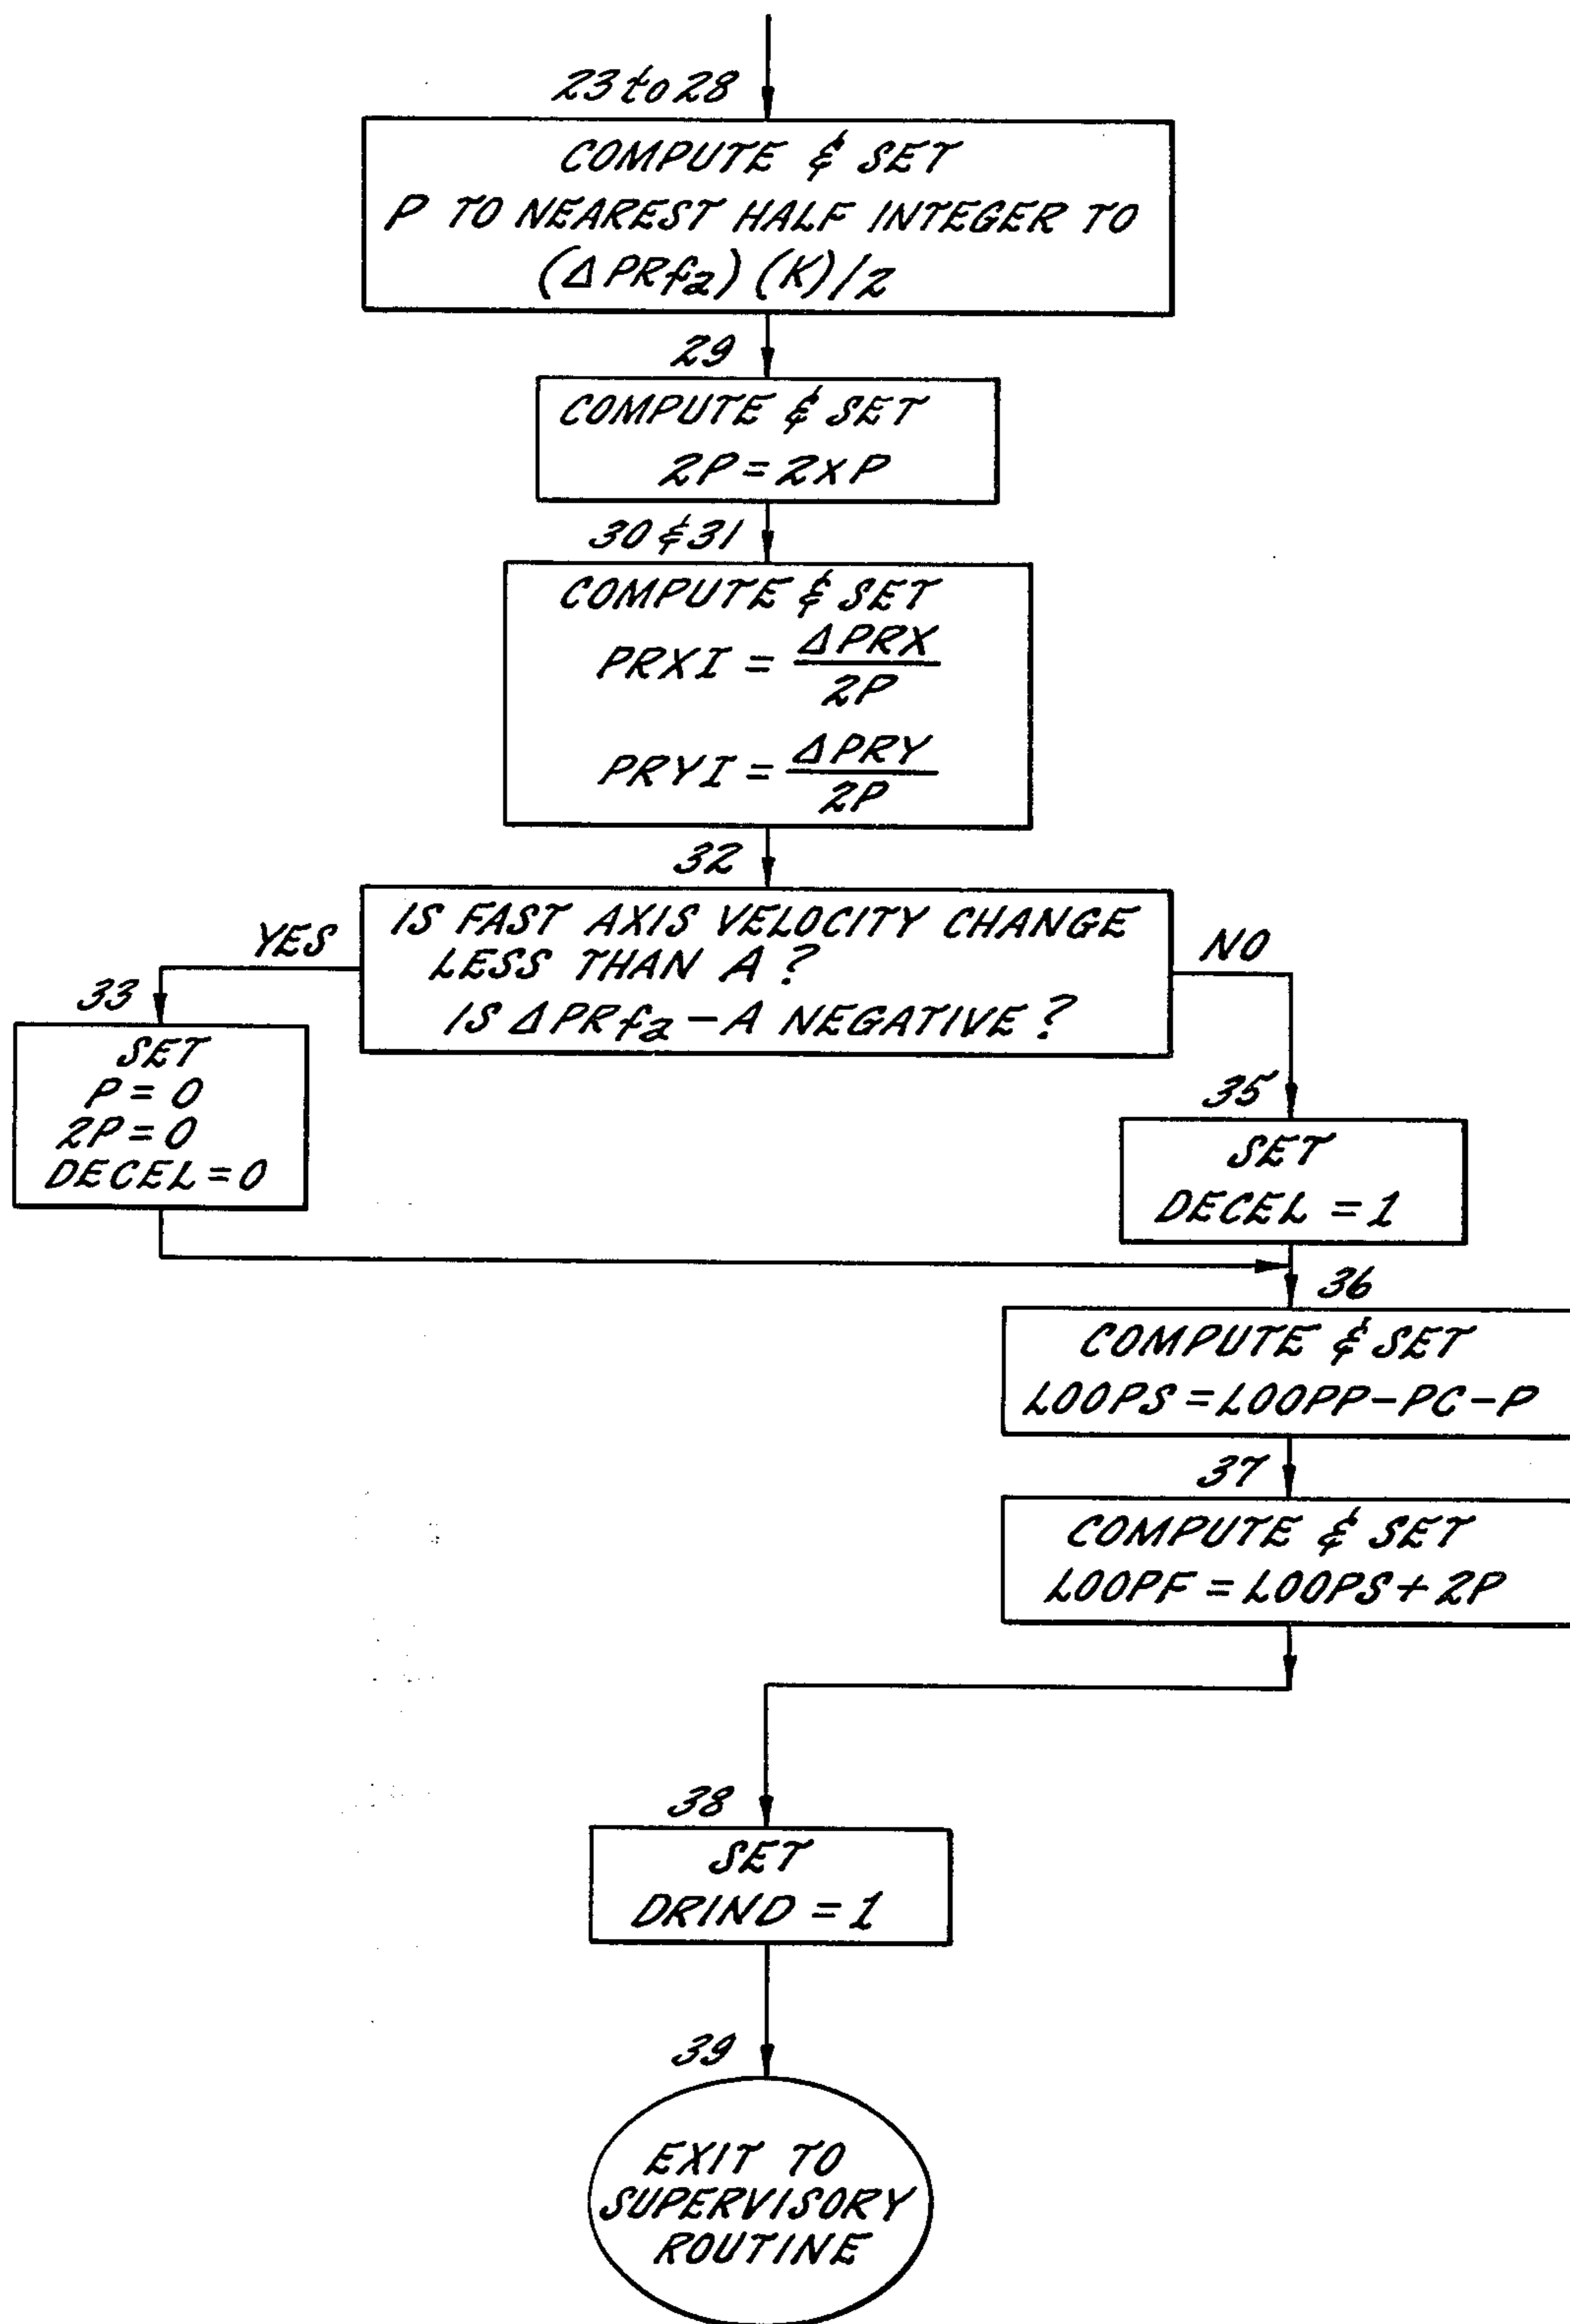 23 to 28
COMPUTE & SET
P TO NEAREST HALF INTEGER TO
(Δ PRfa) (K)/2
29
COMPUTE & SET
2P = 2XP
30 & 31
COMPUTE & SET
PRXI = ΔPRX
2P
PRYI = ΔPRY
2P
32
IS FAST AXIS VELOCITY CHANGE
LESS THAN A ?
IS ΔPRfa - A NEGATIVE ?
YES
NO
33
SET
P = 0
2P = 0
DECEL = 0
35
SET
DECEL = 1
36
COMPUTE & SET
LOOPS = LOOPP - PC - P
37
COMPUTE & SET
LOOPF = LOOPS + 2P
38
SET
DRIND = 1
39
EXIT TO
SUPERVISORY
ROUTINE